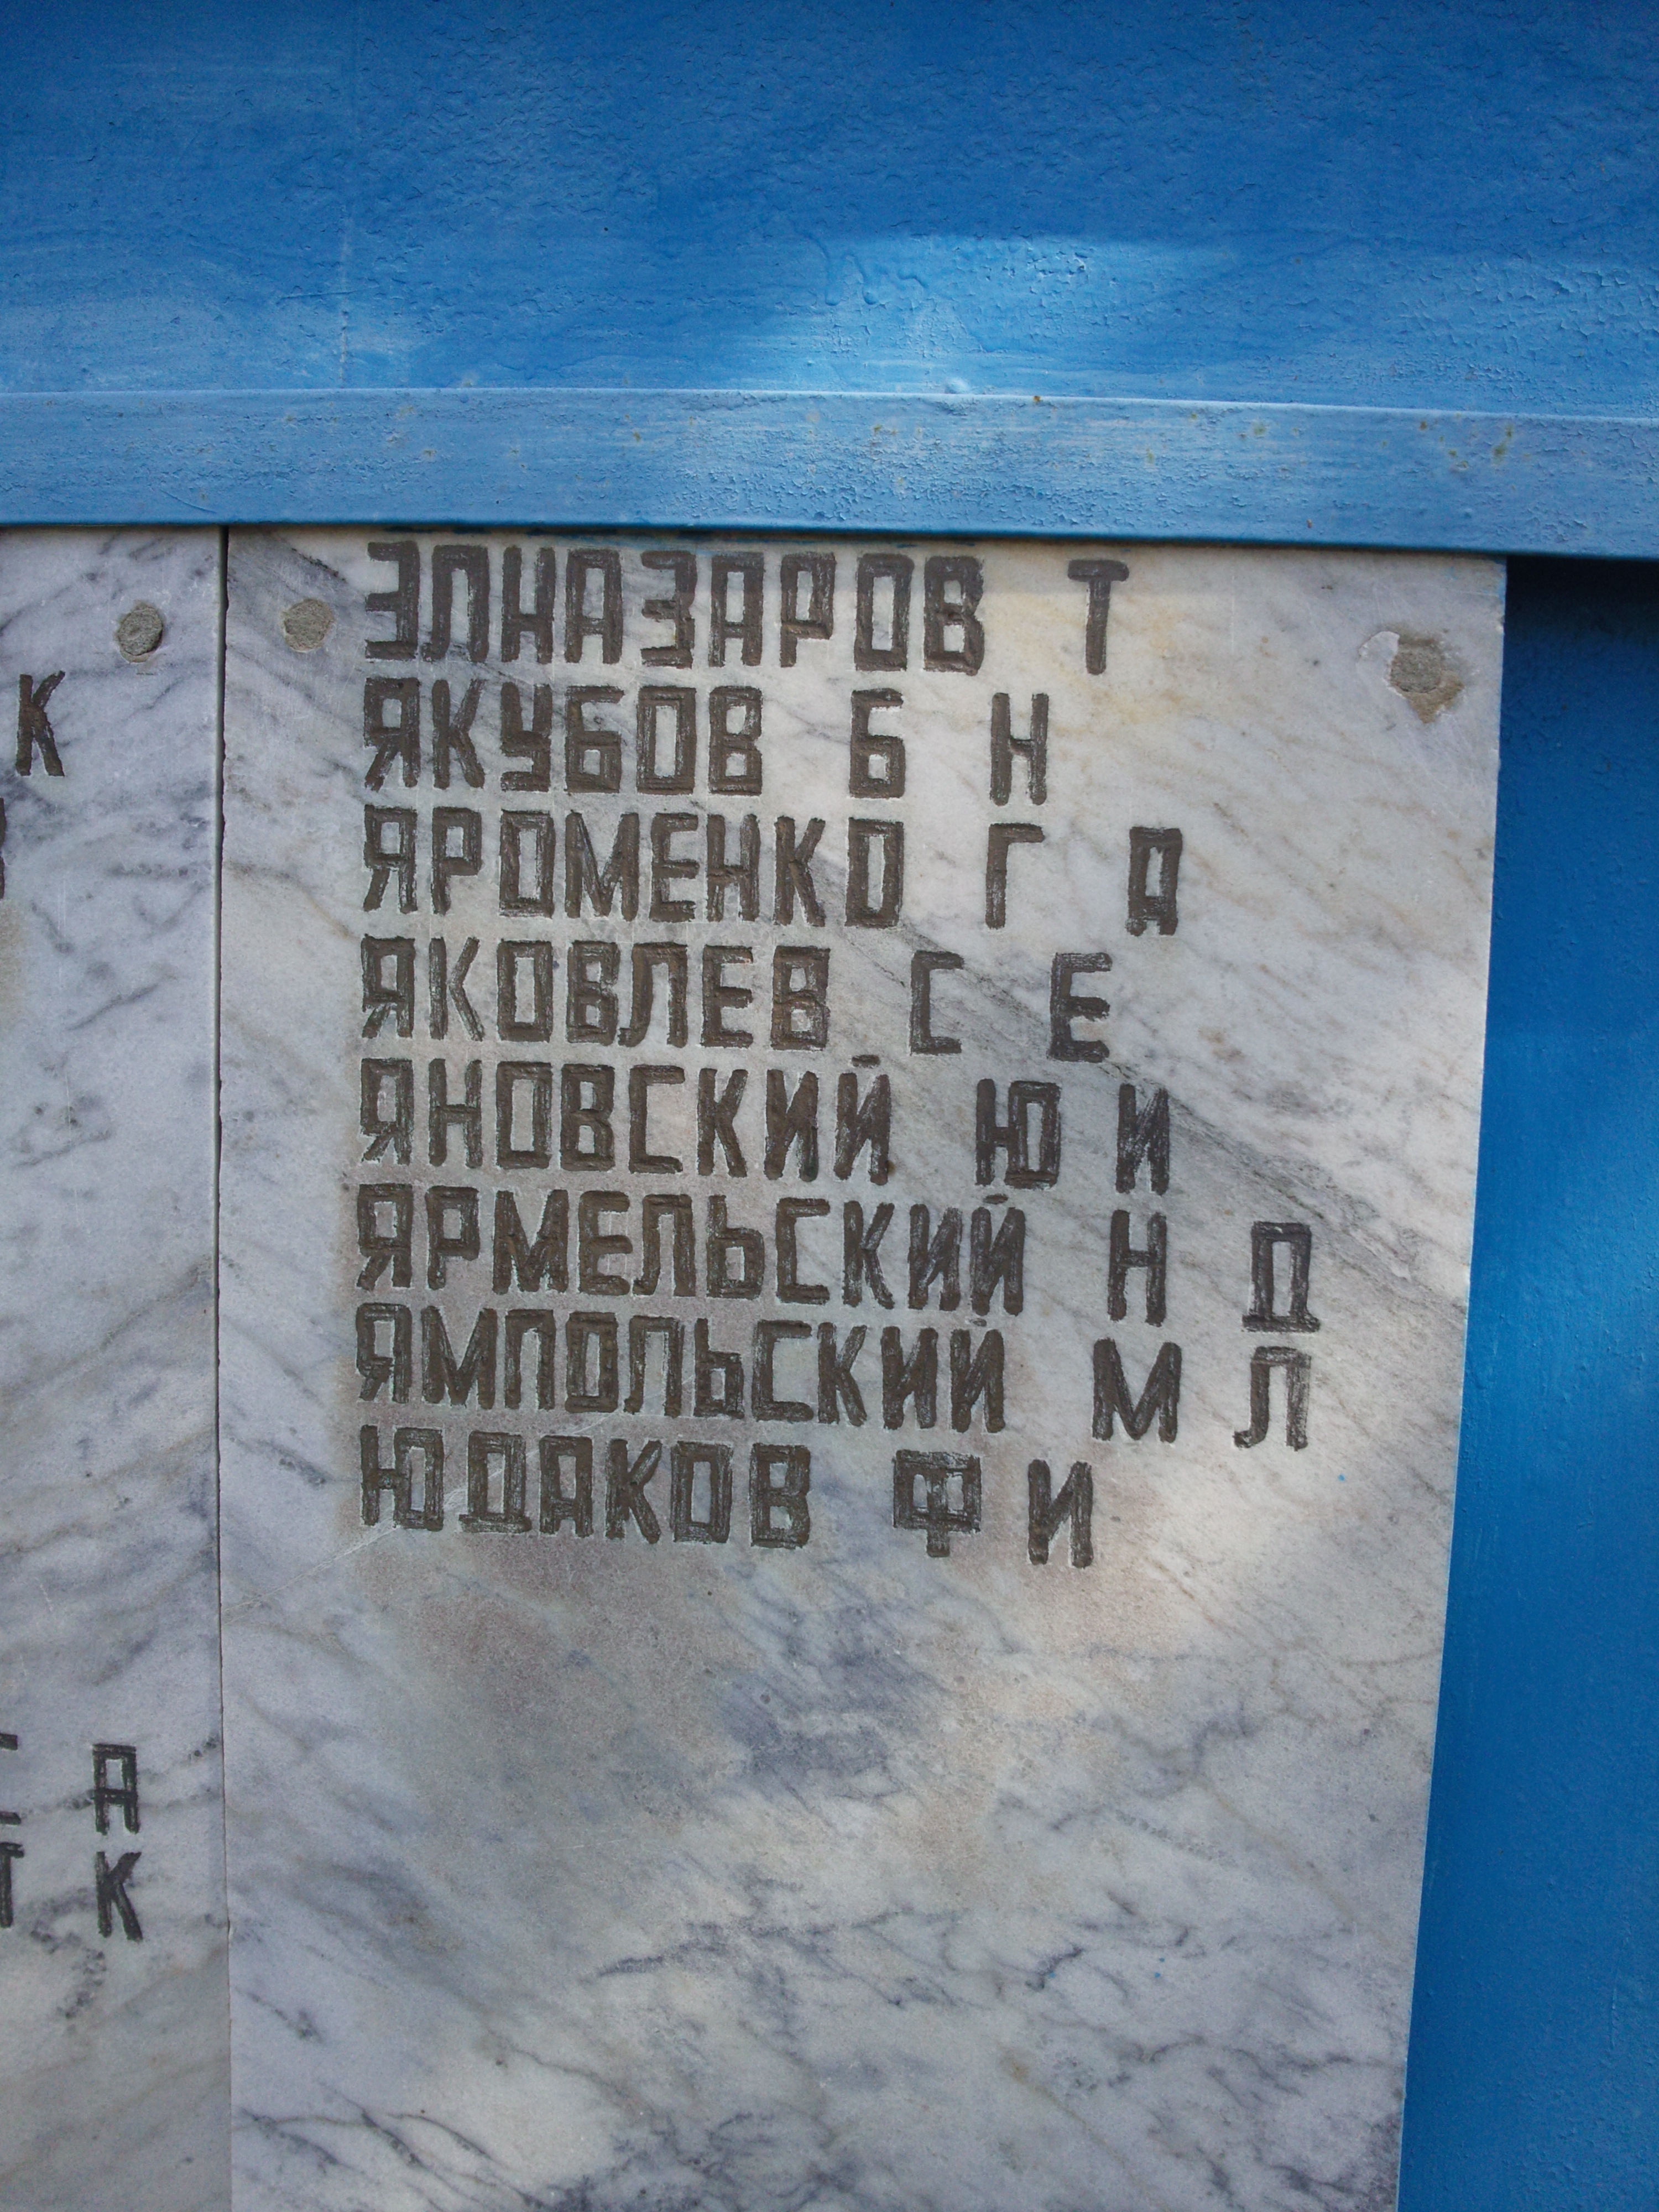 ЭЛНАЗАРОВ Т
ЯКУБОВ Б Н
ЯРОМЕНКО Г А
ЯКОВЛЕВ С Е
ЯНОВСКИЙ Ю И
ЯРМЕЛЬСКИЙ Н Д
ЯМПОЛЬСКИЙ М Л
ЮДАКОВ Ф И
К
А
К